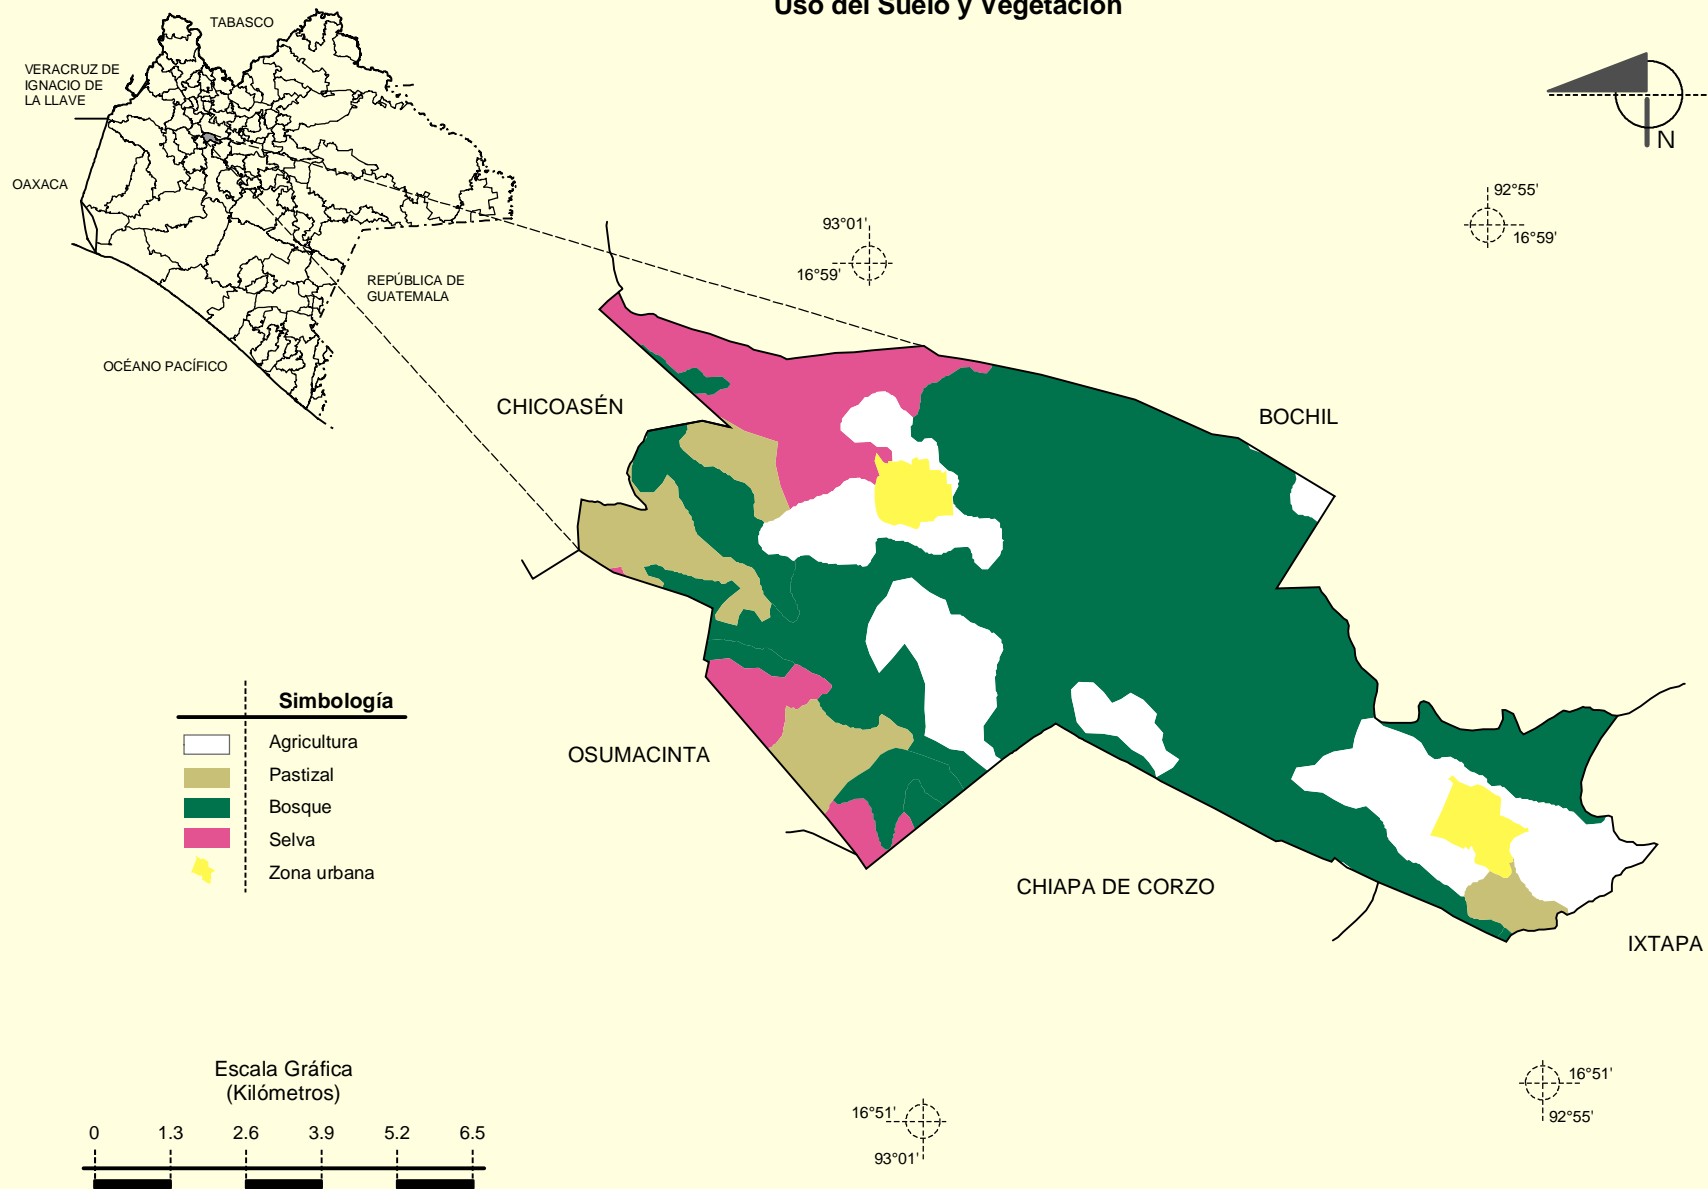 Uso del Suelo y Vegetación
TABASCO
VERACRUZ DE
IGNACIO DE
LA LLAVE
OAXACA
REPÚBLICA DE
GUATEMALA
OCÉANO PACÍFICO
N
92°55'
16°59'
93°01'
16°59'
CHICOASÉN
BOCHIL
OSUMACINTA
CHIAPA DE CORZO
IXTAPA
Simbología
Agricultura
Pastizal
Bosque
Selva
Zona urbana
Escala Gráfica
(Kilómetros)
0 1.3 2.6 3.9 5.2 6.5
16°51'
93°01'
16°51'
92°55'